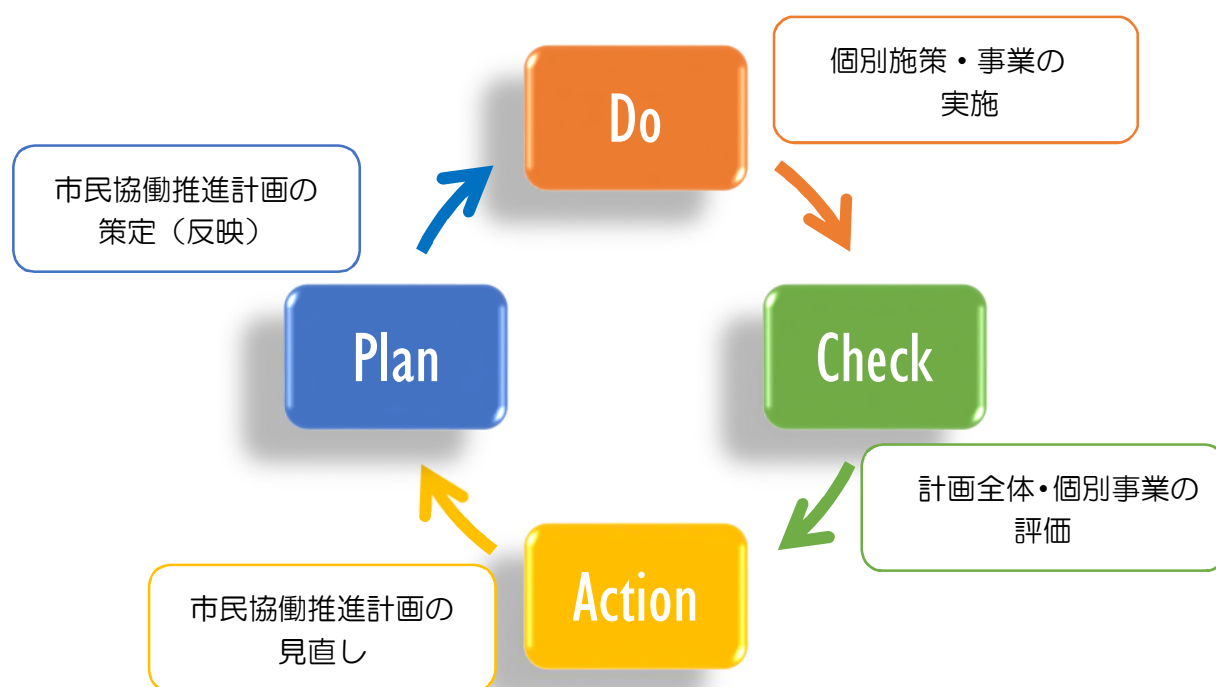 Do
個別施策・事業の
実施
市民協働推進計画の
策定（反映）
Plan
Check
計画全体・個別事業の
評価
Action
市民協働推進計画の
見直し